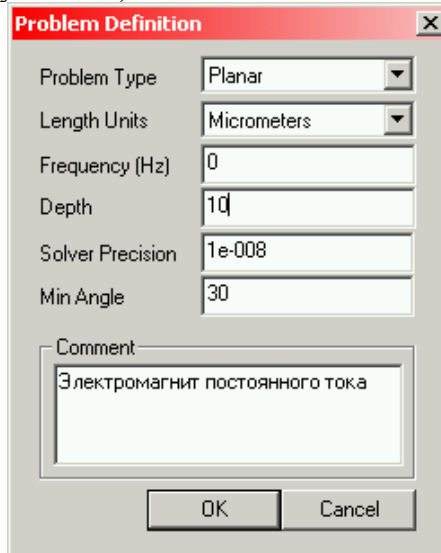 Problem Definition
Problem Type Planar
Length Units Micrometers
Frequency (Hz) 0
Depth 10
Solver Precision 1e-008
Min Angle 30
Comment
Электромагнит постоянного тока
OK Cancel